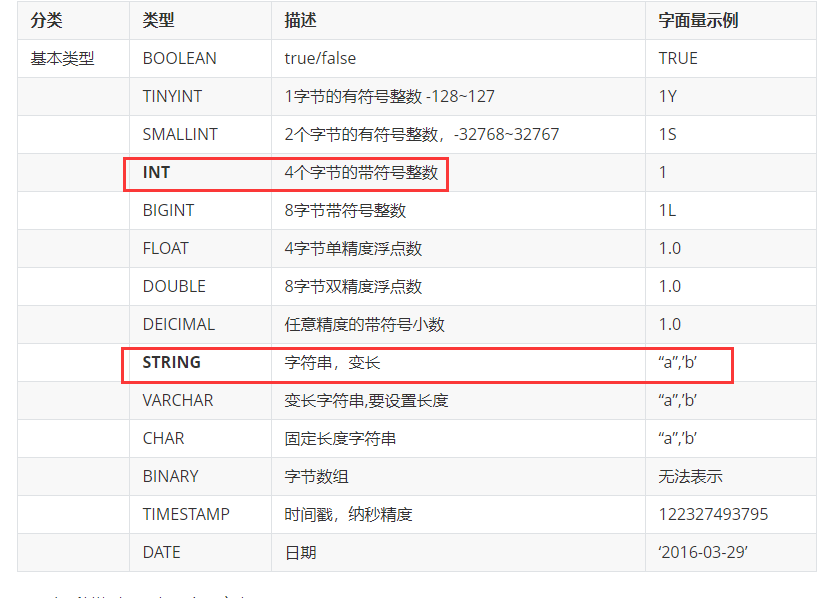 分类 类型 描述 字面量示例
基本类型 BOOLEAN true/false TRUE
TINYINT 1字节的有符号整数 -128~127 1Y
SMALLINT 2个字节的有符号整数，-32768~32767 1S
INT 4个字节的带符号整数 1
BIGINT 8字节带符号整数 1L
FLOAT 4字节单精度浮点数 1.0
DOUBLE 8字节双精度浮点数 1.0
DEICIMAL 任意精度的带符号小数 1.0
STRING 字符串，变长 “a”,’b’
VARCHAR 变长字符串,要设置长度 “a”,’b’
CHAR 固定长度字符串 “a”,’b’
BINARY 字节数组 无法表示
TIMESTAMP 时间戳，纳秒精度 122327493795
DATE 日期 ‘2016-03-29’